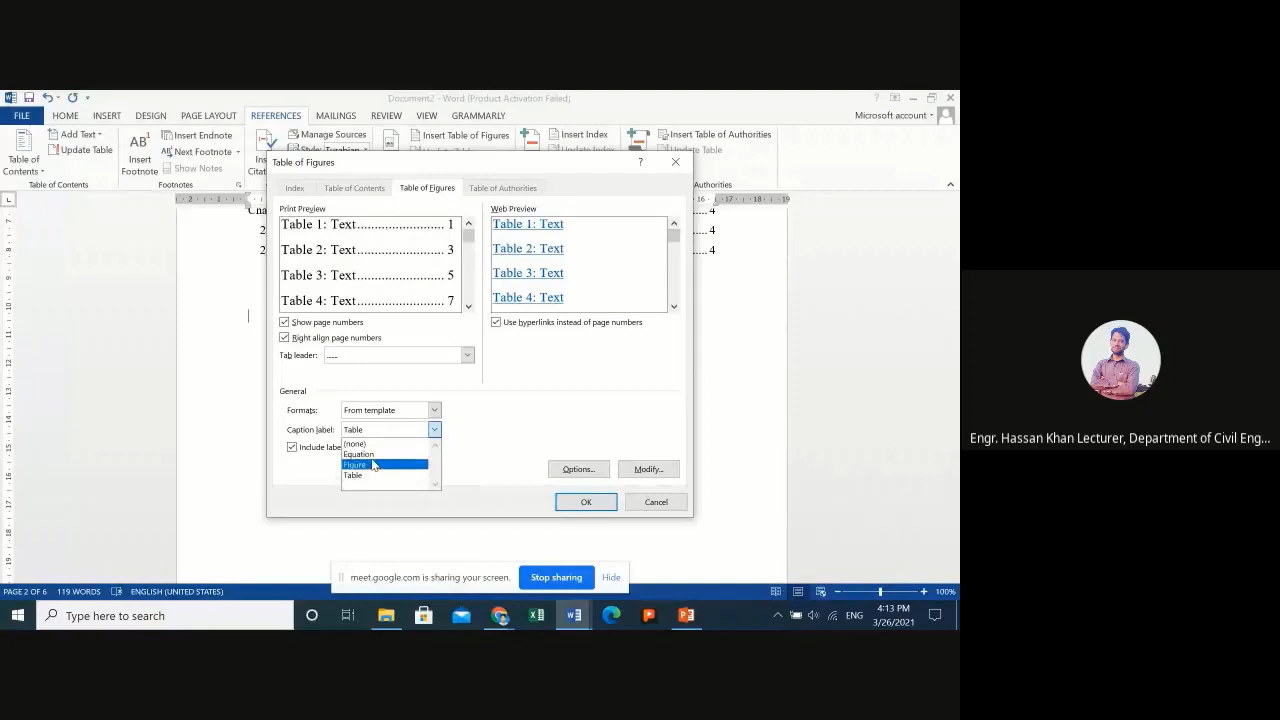 Document2 - Word (Product Activation Failed)
FILE HOME INSERT DESIGN PAGE LAYOUT REFERENCES MAILINGS REVIEW VIEW GRAMMARLY Microsoft account
Table of Contents
Add Text
Update Table
Table of Contents
AB¹
Insert Footnote
Insert Endnote
Next Footnote
Show Notes
Footnotes
Manage Sources
Insert Table of Figures
Insert Index
Insert Table of Authorities
Table of Figures
Index Table of Contents Table of Figures Table of Authorities
Print Preview
Table 1: Text..................... 1
Table 2: Text..................... 3
Table 3: Text..................... 5
Table 4: Text..................... 7
Show page numbers
Right align page numbers
Tab leader: ......
Web Preview
Table 1: Text
Table 2: Text
Table 3: Text
Table 4: Text
Use hyperlinks instead of page numbers
General
Formats: From template
Caption label: Table
(none)
Equation
Figure
Table
Options... Modify...
OK Cancel
4
4
4
meet.google.com is sharing your screen. Stop sharing Hide
PAGE 2 OF 6 119 WORDS ENGLISH (UNITED STATES) 100%
Type here to search
ENG
4:13 PM
3/26/2021
Engr. Hassan Khan Lecturer, Department of Civil Eng...